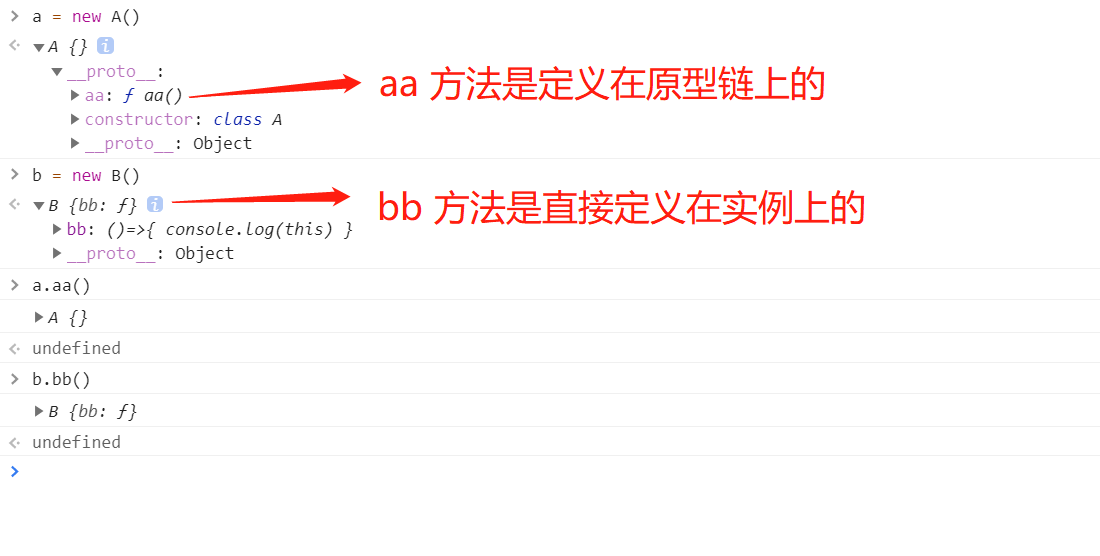 a = new A()
A {} i
__proto__:
aa: ƒ aa()
aa 方法是定义在原型链上的
constructor: class A
__proto__: Object
b = new B()
B {bb: ƒ} i
bb 方法是直接定义在实例上的
bb: ()=>{ console.log(this) }
__proto__: Object
a.aa()
A {}
undefined
b.bb()
B {bb: ƒ}
undefined